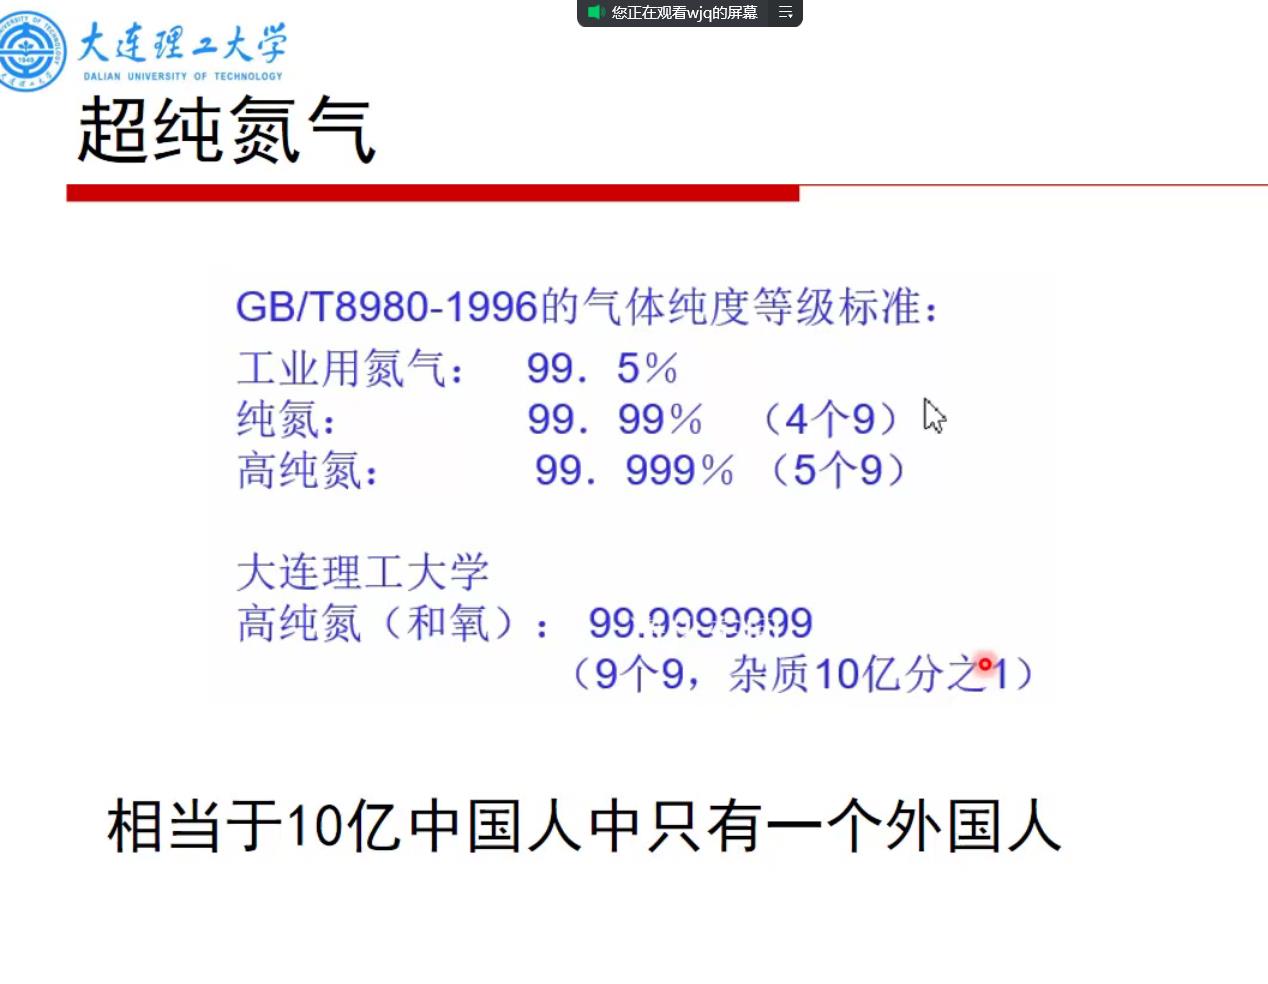 您正在观看wjq的屏幕
大连理工大学
DALIAN UNIVERSITY OF TECHNOLOGY
超纯氮气
GB/T8980-1996的气体纯度等级标准：
工业用氮气： 99．5％
纯氮： 99．99％ （4个9）
高纯氮： 99．999％（5个9）
大连理工大学
高纯氮（和氧）： 99.9999999
（9个9，杂质10亿分之1）
相当于10亿中国人中只有一个外国人